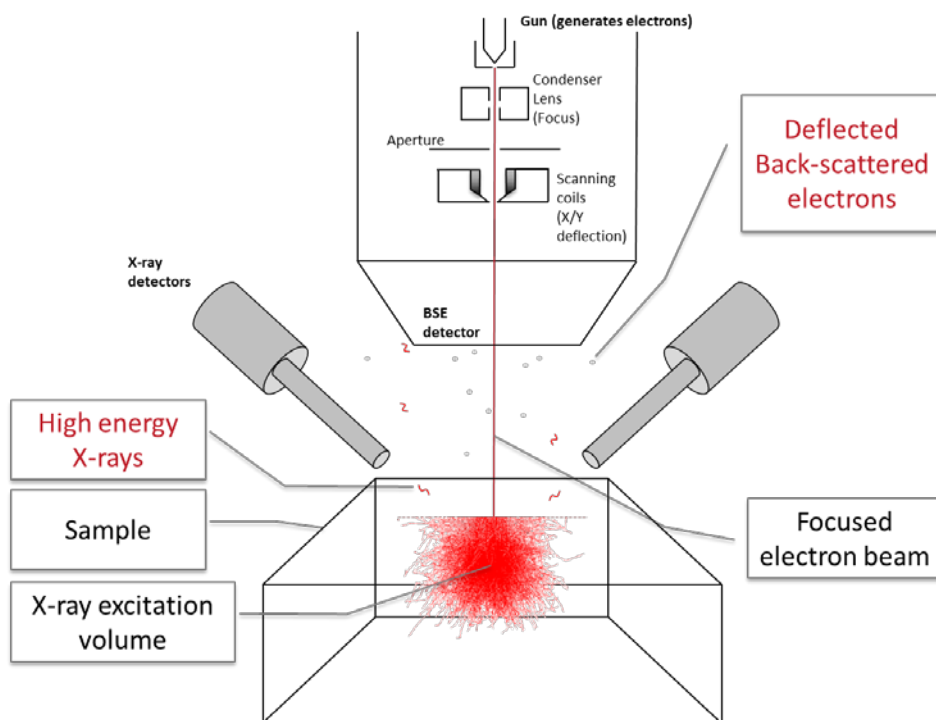 Gun (generates electrons)
Condenser
Lens
(Focus)
Aperture
Scanning
coils
(X/Y
deflection)
Deflected
Back-scattered
electrons
X-ray
detectors
BSE
detector
High energy
X-rays
Sample
X-ray excitation
volume
Focused
electron beam